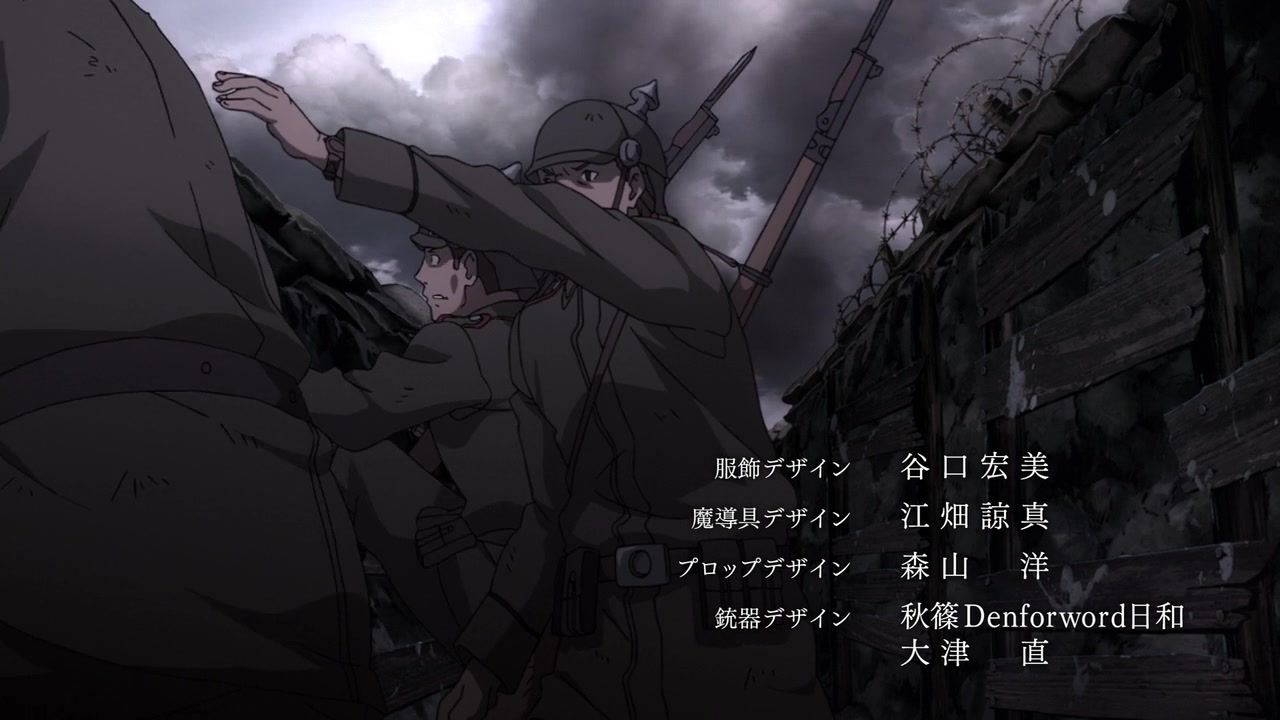 服飾デザイン 谷口宏美
魔導具デザイン 江畑諒真
プロップデザイン 森山 洋
銃器デザイン 秋篠Denforword日和
大津 直